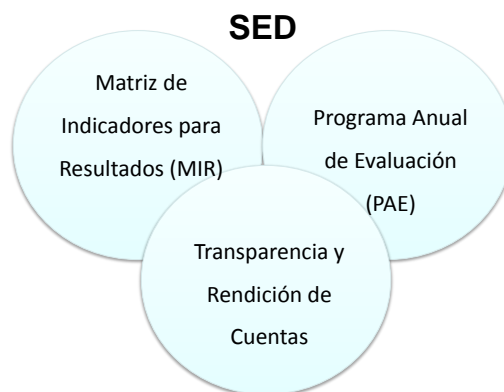 SED
Matriz de
Indicadores para
Resultados (MIR)
Programa Anual
de Evaluación
(PAE)
Transparencia y
Rendición de
Cuentas